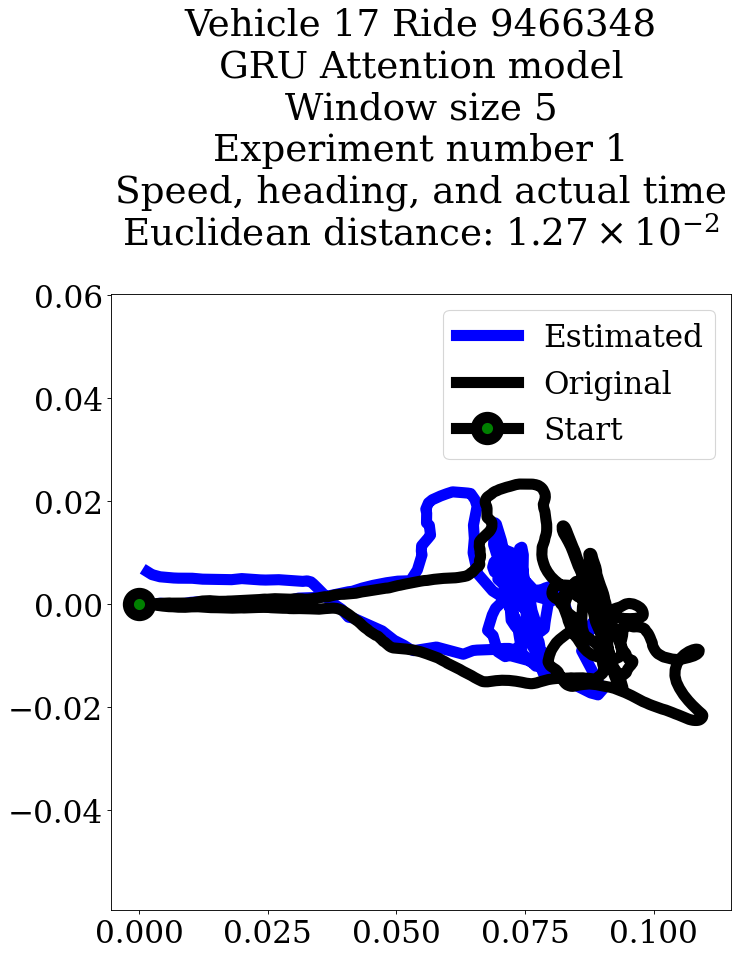 Vehicle 17 Ride 9466348
GRU Attention model
Window size 5
Experiment number 1
Speed, heading, and actual time
Euclidean distance: 1.27 × 10⁻²
0.06
0.04
0.02
0.00
−0.02
−0.04
Estimated
Original
Start
0.000 0.025 0.050 0.075 0.100